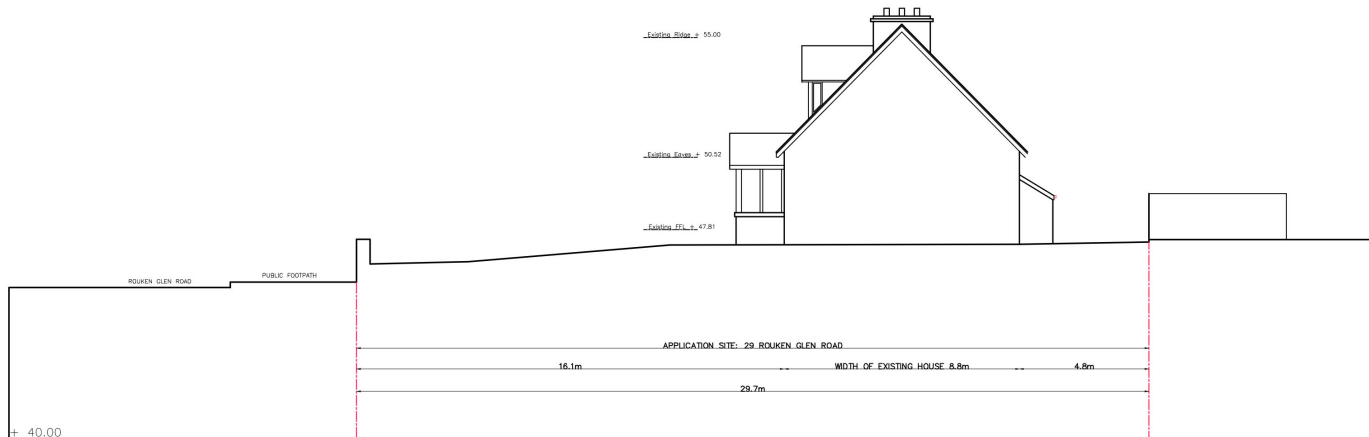 Existing Ridge + 55.00
Existing Eaves + 50.52
Existing FFL + 47.81
ROUKEN GLEN ROAD
PUBLIC FOOTPATH
APPLICATION SITE: 29 ROUKEN GLEN ROAD
16.1m
WIDTH OF EXISTING HOUSE 8.8m
4.8m
29.7m
+ 40.00